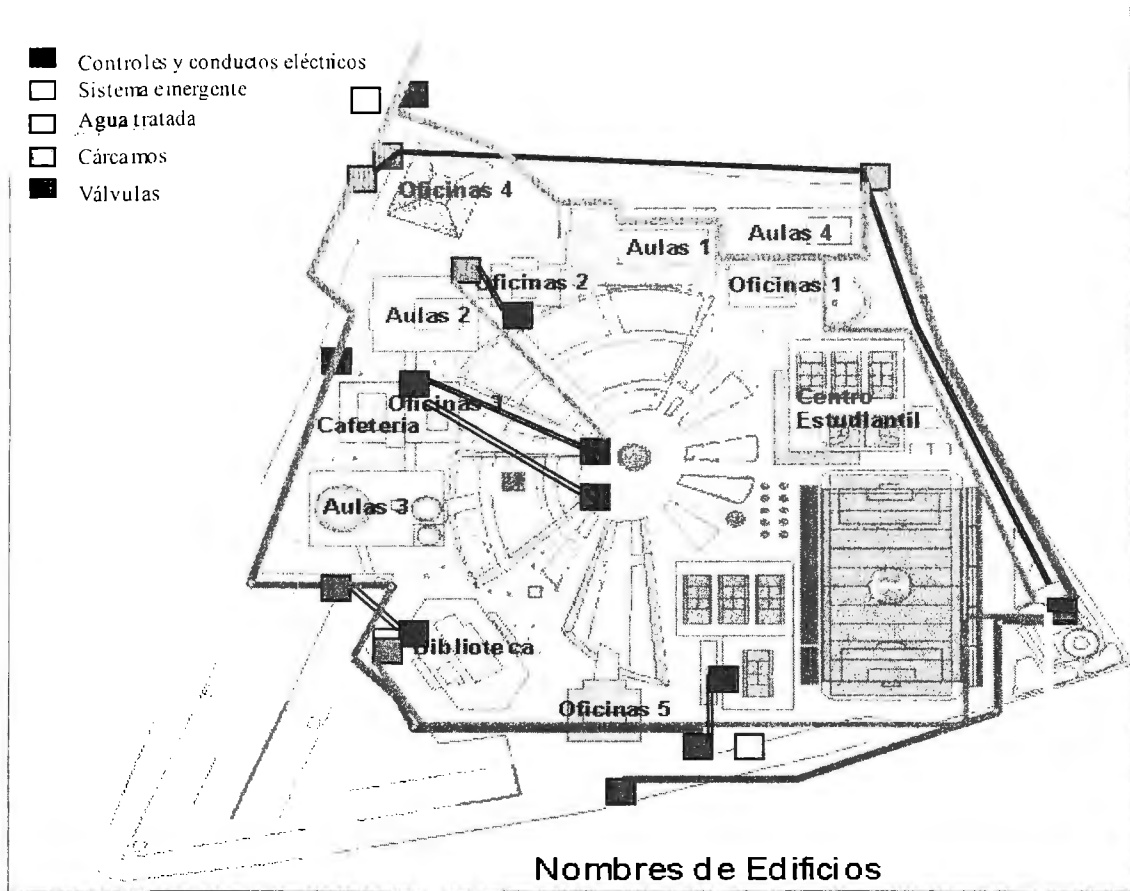 Controles y conductos eléctricos
Sistema emergente
Agua tratada
Cárcamos
Válvulas
Oficinas 4
Aulas 1
Aulas 4
Oficinas 2
Oficinas 1
Aulas 2
Oficinas 3
Cafeteria
Centro
Estudiantil
Aulas 3
Biblioteca
Oficinas 5
Nombres de Edificios